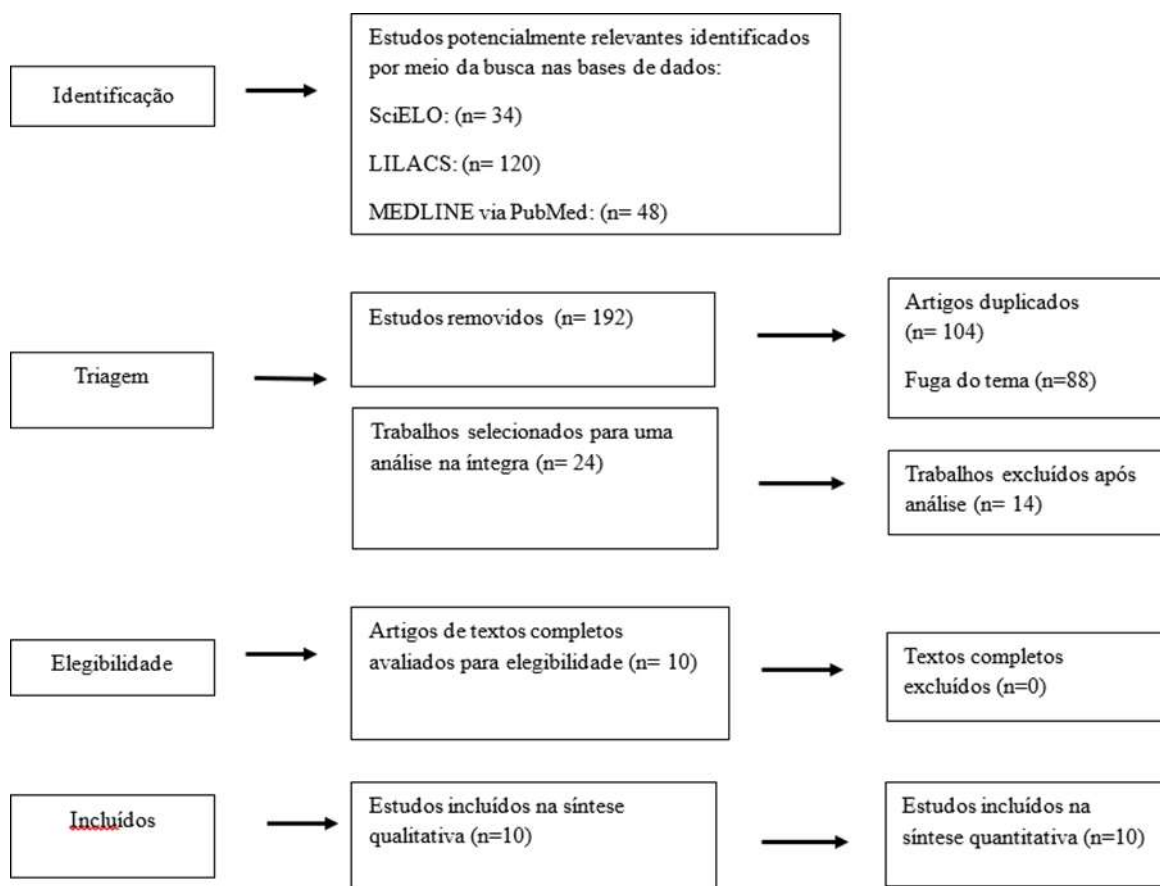 Identificação
Estudos potencialmente relevantes identificados
por meio da busca nas bases de dados:
SciELO: (n= 34)
LILACS: (n= 120)
MEDLINE via PubMed: (n= 48)
Triagem
Estudos removidos (n= 192)
Artigos duplicados
(n= 104)
Fuga do tema (n=88)
Trabalhos selecionados para uma
análise na íntegra (n= 24)
Trabalhos excluídos após
análise (n= 14)
Elegibilidade
Artigos de textos completos
avaliados para elegibilidade (n= 10)
Textos completos
excluídos (n=0)
Incluídos
Estudos incluídos na síntese
qualitativa (n=10)
Estudos incluídos na
síntese quantitativa (n=10)